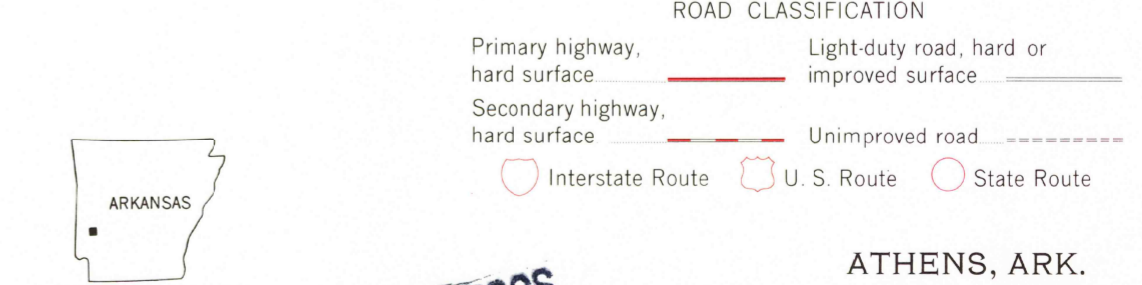 ROAD CLASSIFICATION
Primary highway,
hard surface
Light-duty road, hard or
improved surface
Secondary highway,
hard surface
Unimproved road
Interstate Route
U. S. Route
State Route
ARKANSAS
ATHENS, ARK.